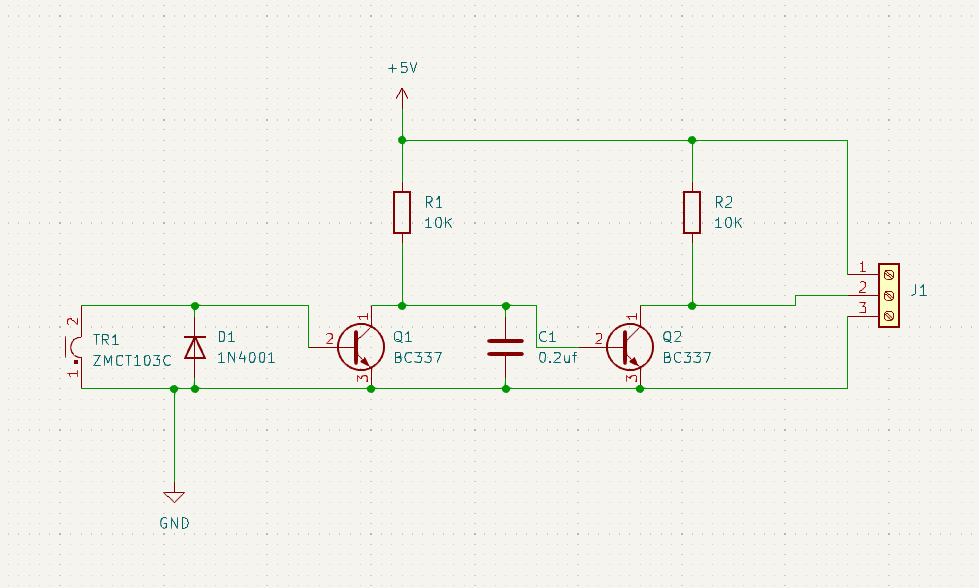 +5V
R1
10K
R2
10K
1
2
3
J1
2
TR1
ZMCT103C
1
D1
1N4001
2
1
Q1
BC337
3
C1
0.2uf
2
1
Q2
BC337
3
GND